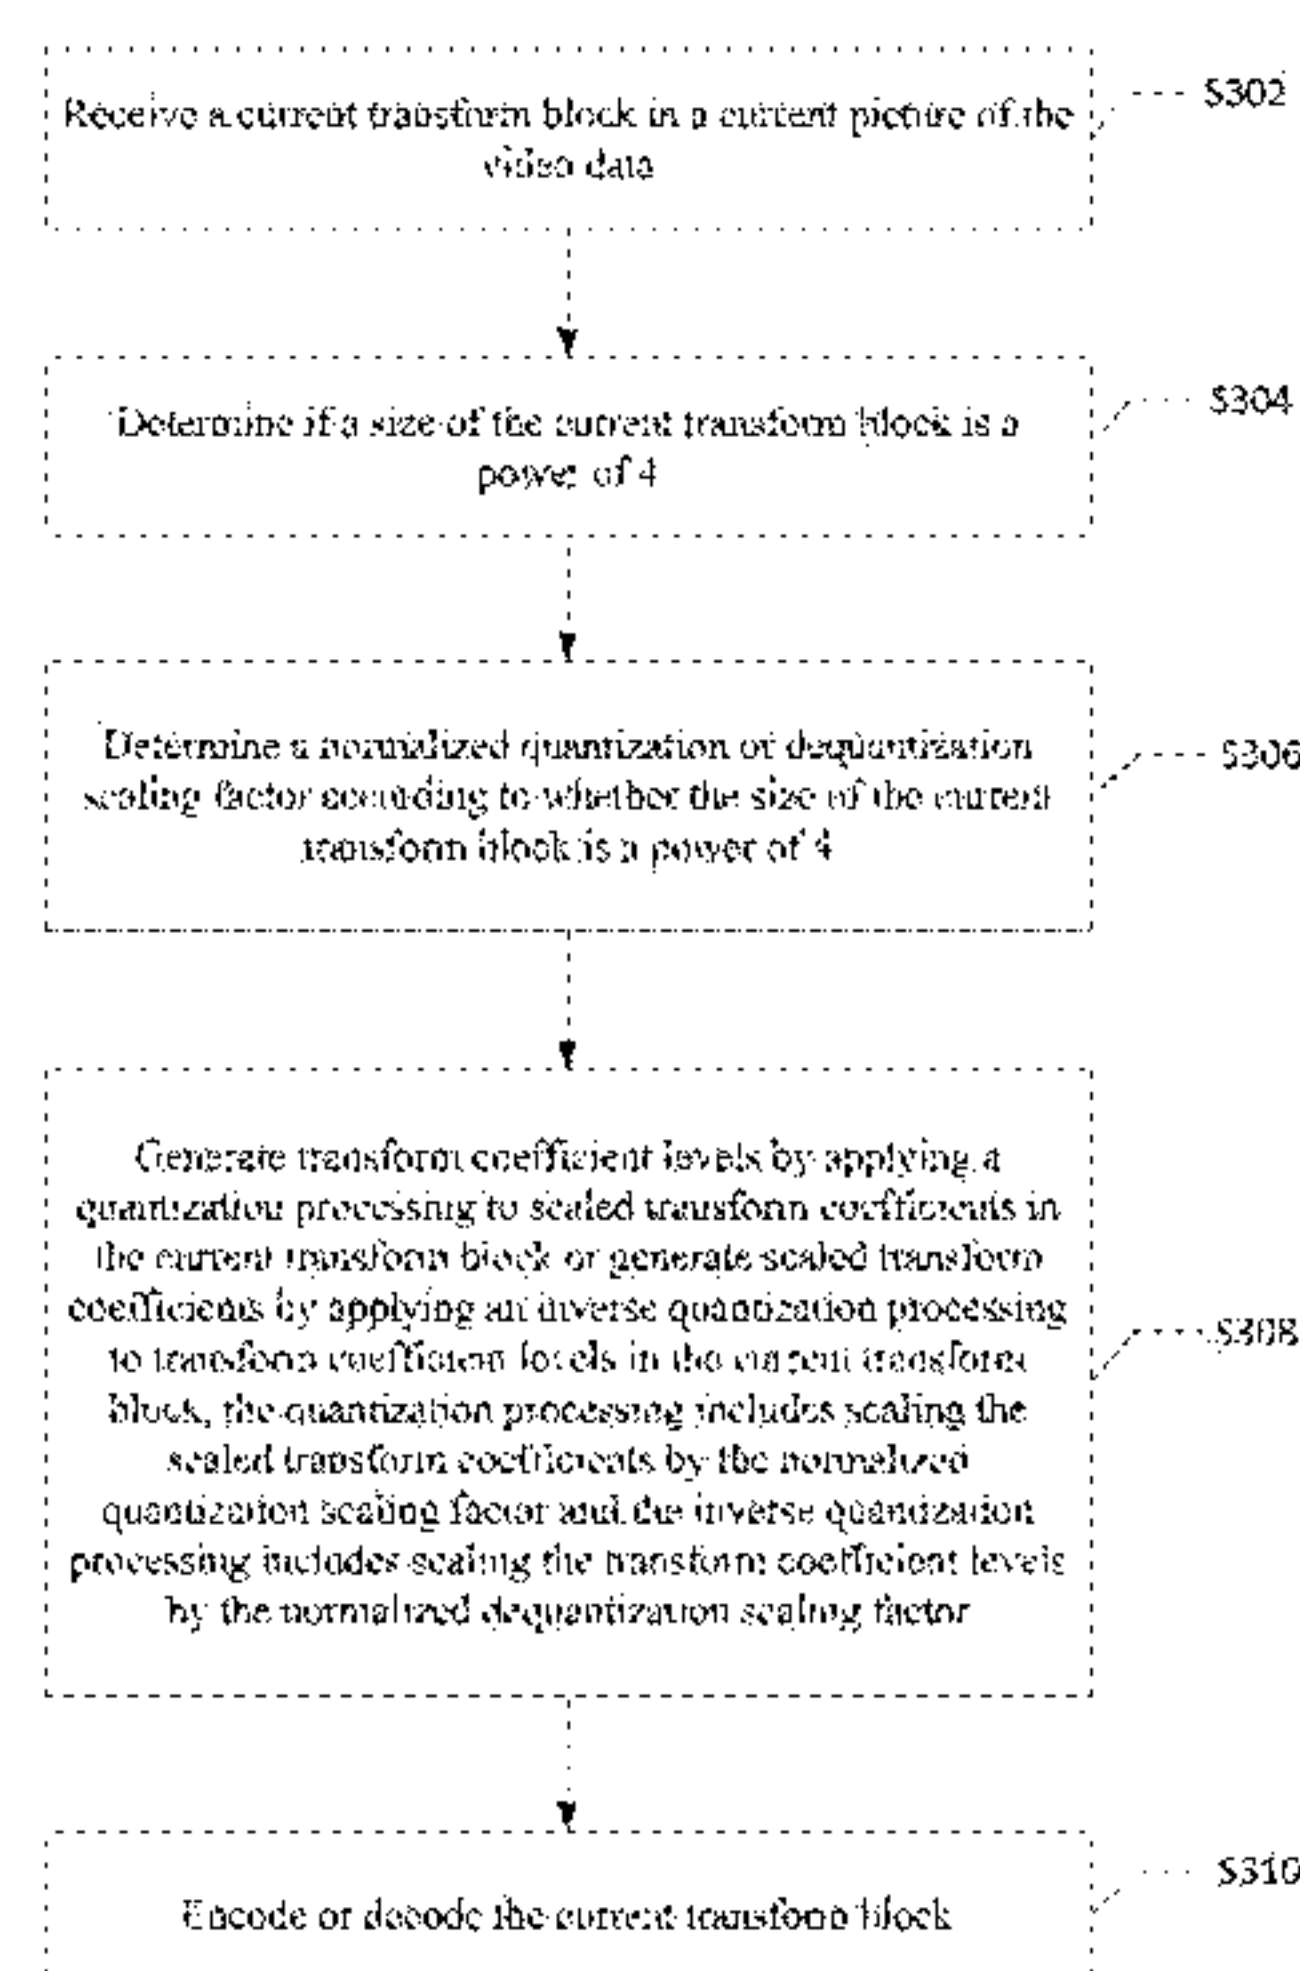 Receive a current transform block in a current picture of the
video data
S302
Determine if a size of the current transform block is a
power of 4
S304
Determine a normalized quantization or dequantization
scaling factor according to whether the size of the current
transform block is a power of 4
S306
Generate transform coefficient levels by applying a
quantization processing to scaled transform coefficients in
the current transform block or generate scaled transform
coefficients by applying an inverse quantization processing
to transform coefficient levels in the current transform
block, the quantization processing includes scaling the
scaled transform coefficients by the normalized
quantization scaling factor and the inverse quantization
processing includes scaling the transform coefficient levels
by the normalized dequantization scaling factor
S308
Encode or decode the current transform block
S310